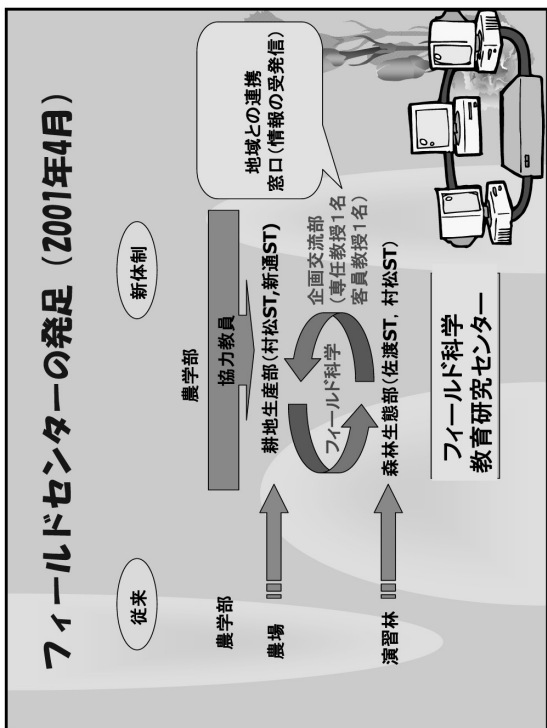 フィールドセンターの発足（2001年4月）
従来
新体制
農学部
農学部
協力教員
農場
耕地生産部(村松ST,新通ST)
フィールド科学
企画交流部
(専任教授1名
客員教授1名)
地域との連携
窓口(情報の受発信)
演習林
森林生態部(佐渡ST, 村松ST)
フィールド科学
教育研究センター